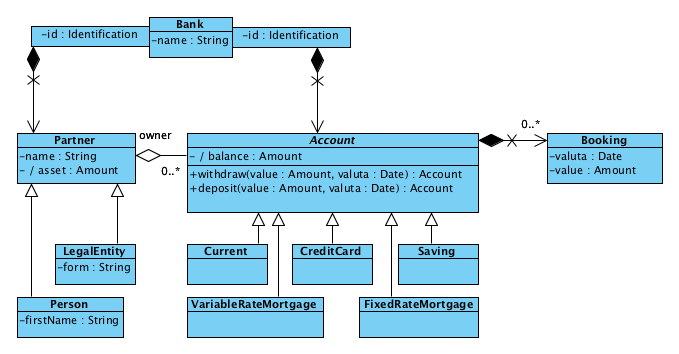 Bank
-id : Identification
-name : String
-id : Identification
Partner
-name : String
- / asset : Amount
owner
0..*
Account
- / balance : Amount
+withdraw(value : Amount, valuta : Date) : Account
+deposit(value : Amount, valuta : Date) : Account
0..*
Booking
-valuta : Date
-value : Amount
LegalEntity
-form : String
Current
CreditCard
Saving
Person
-firstName : String
VariableRateMortgage
FixedRateMortgage